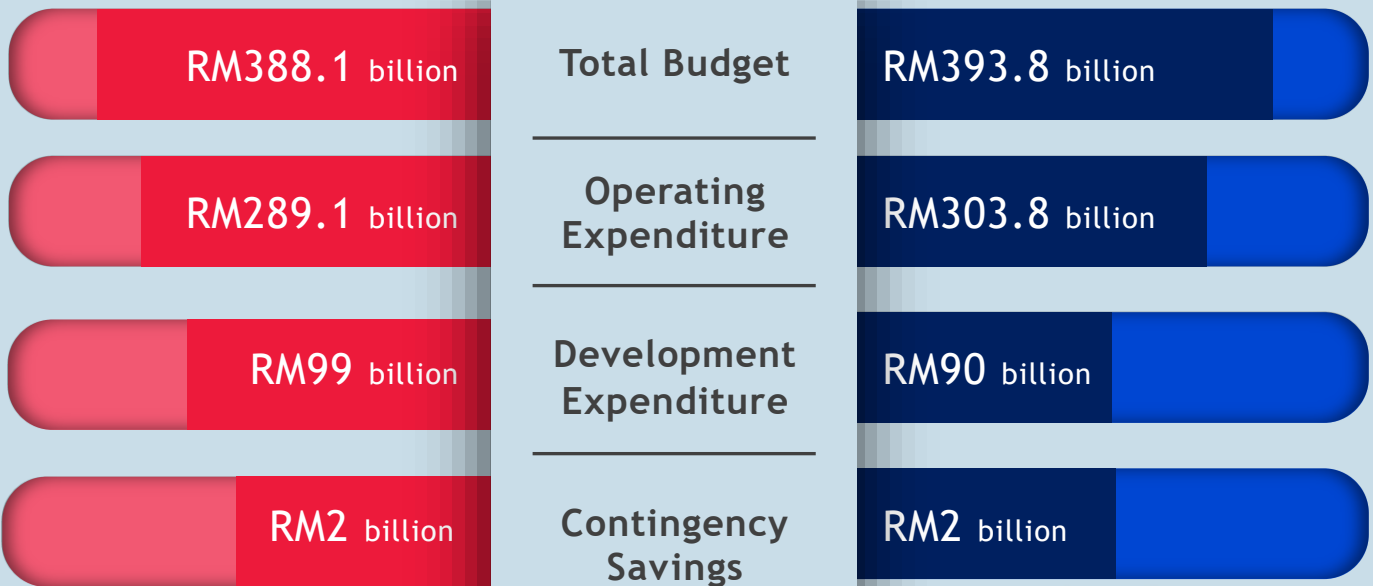 RM388.1 billion
Total Budget
RM393.8 billion
RM289.1 billion
Operating
Expenditure
RM303.8 billion
RM99 billion
Development
Expenditure
RM90 billion
RM2 billion
Contingency
Savings
RM2 billion